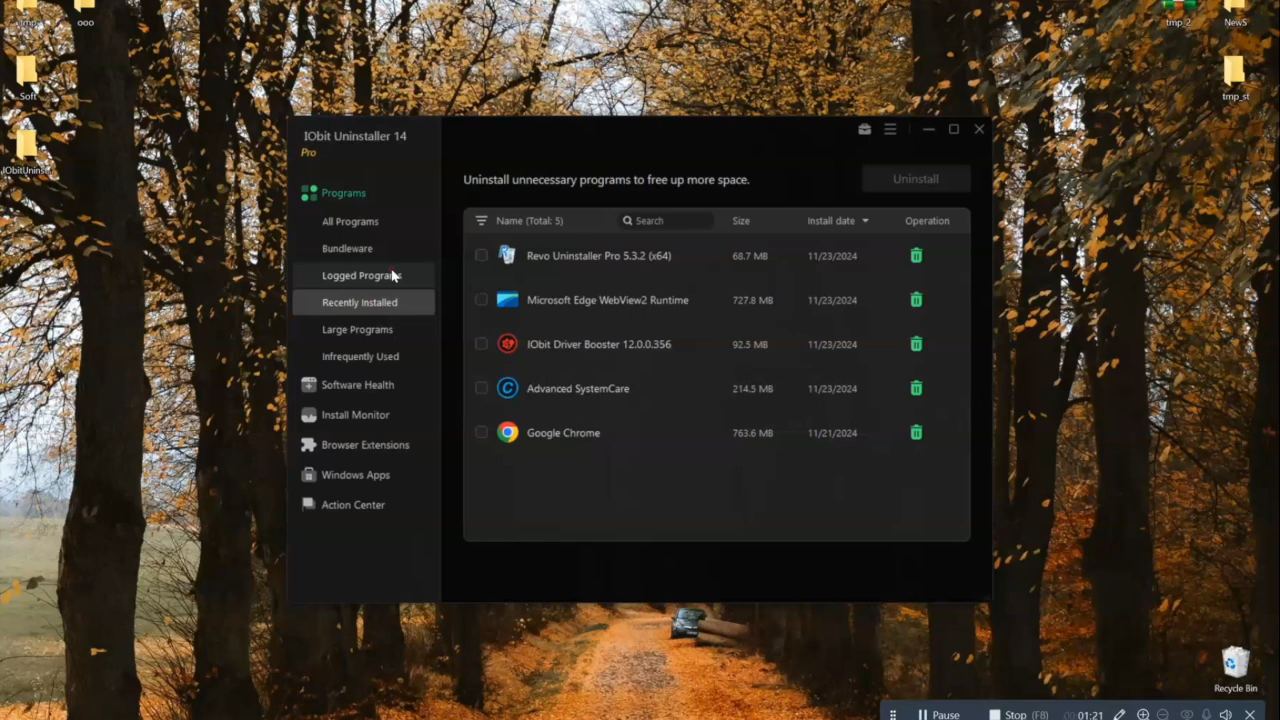 tmp
ooo
tmp_2
NewS
Soft
tmp_st
IObitUninst...
IObit Uninstaller 14
Pro
Programs
All Programs
Bundleware
Logged Programs
Recently Installed
Large Programs
Infrequently Used
Software Health
Install Monitor
Browser Extensions
Windows Apps
Action Center
Uninstall unnecessary programs to free up more space.
Uninstall
Name (Total: 5) Search Size Install date Operation
Revo Uninstaller Pro 5.3.2 (x64) 68.7 MB 11/23/2024
Microsoft Edge WebView2 Runtime 727.8 MB 11/23/2024
IObit Driver Booster 12.0.0.356 92.5 MB 11/23/2024
Advanced SystemCare 214.5 MB 11/23/2024
Google Chrome 763.6 MB 11/21/2024
Recycle Bin
Pause Stop (F8) 00:01:21